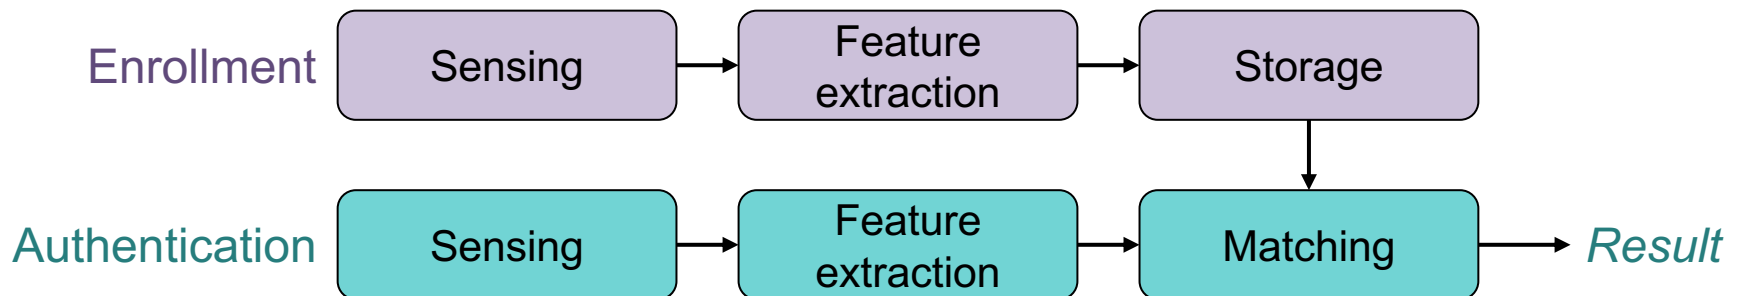 Enrollment
Sensing
Feature
extraction
Storage
Authentication
Sensing
Feature
extraction
Matching
Result